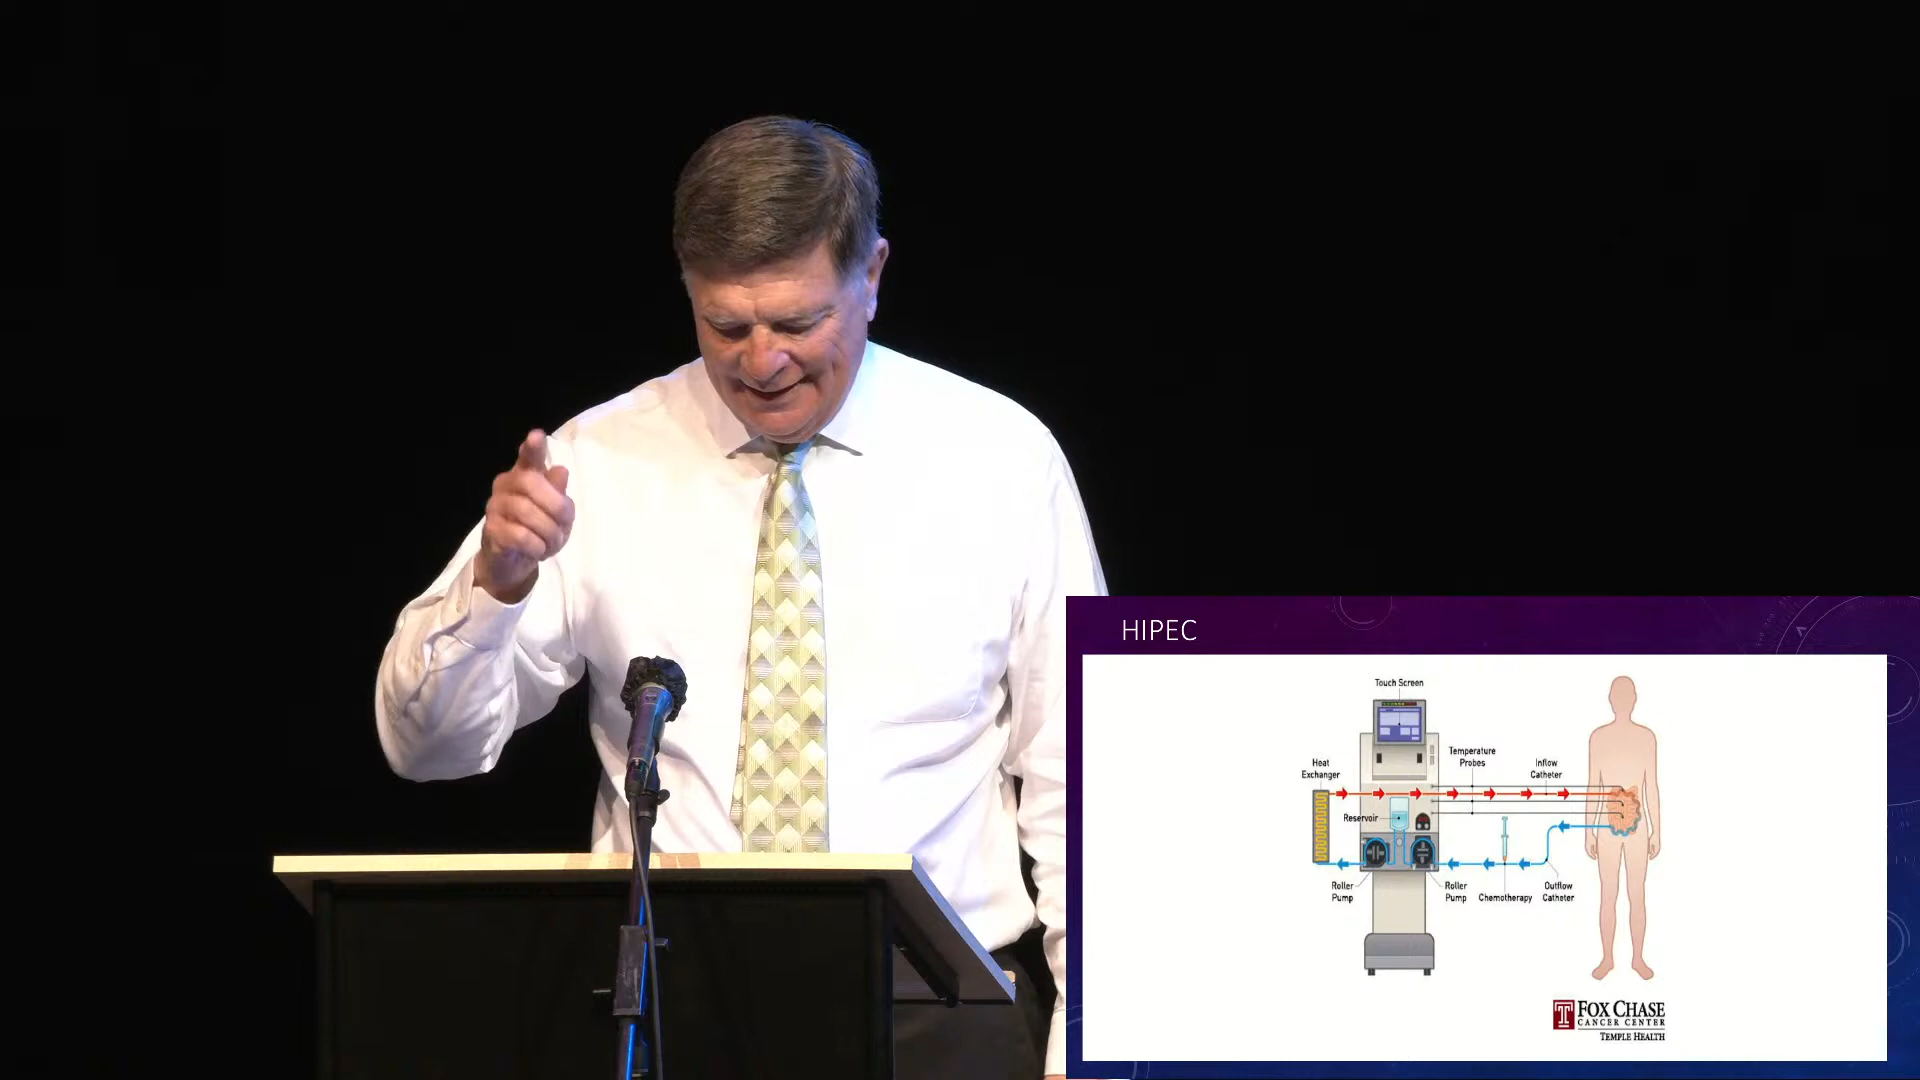 HIPEC
Touch Screen
Temperature
Probes
Heat
Exchanger
Inflow
Catheter
Reservoir
Roller
Pump
Roller
Pump
Chemotherapy
Outflow
Catheter
FOX CHASE
CANCER CENTER
TEMPLE HEALTH